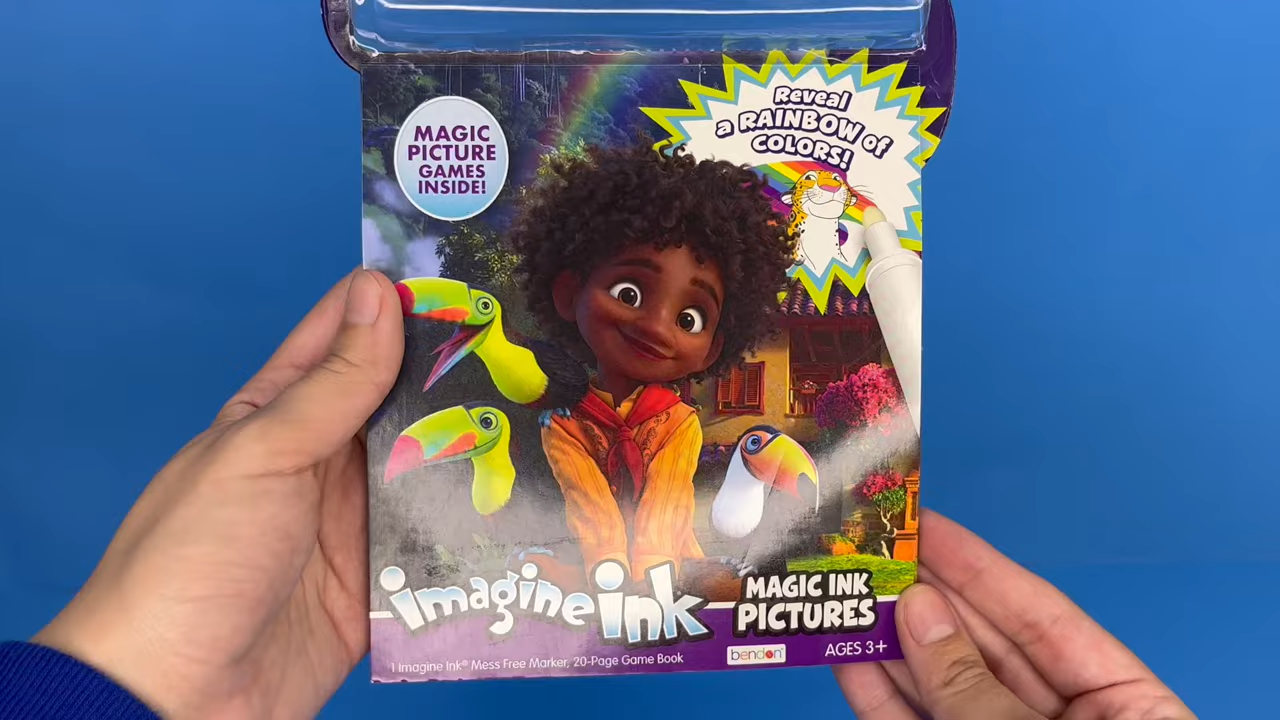 MAGIC
PICTURE
GAMES
INSIDE!
Reveal
a RAINBOW of
COLORS!
imagine ink
MAGIC INK
PICTURES
1 Imagine Ink® Mess Free Marker, 20-Page Game Book
bendon
AGES 3+